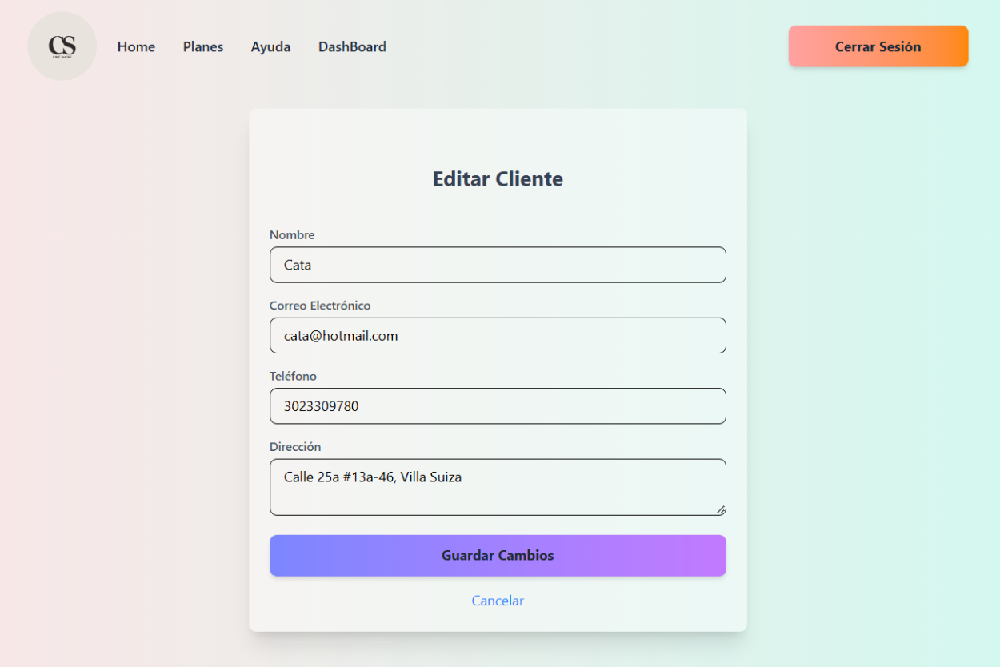 CS
Home
Planes
Ayuda
DashBoard
Cerrar Sesión
Editar Cliente
Nombre
Cata
Correo Electrónico
cata@hotmail.com
Teléfono
3023309780
Dirección
Calle 25a #13a-46, Villa Suiza
Guardar Cambios
Cancelar